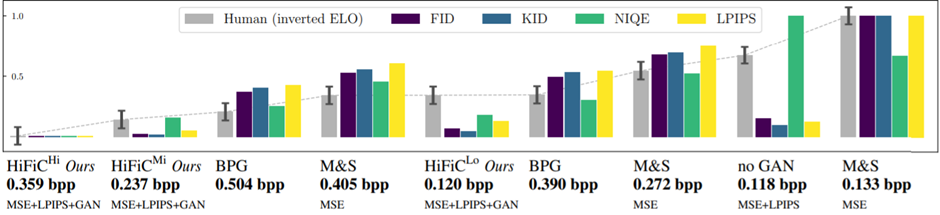 1.0
Human (inverted ELO) FID KID NIQE LPIPS
0.5
HiFiC^Hi Ours HiFiC^Mi Ours BPG M&S HiFiC^Lo Ours BPG M&S no GAN M&S
0.359 bpp 0.237 bpp 0.504 bpp 0.405 bpp 0.120 bpp 0.390 bpp 0.272 bpp 0.118 bpp 0.133 bpp
MSE+LPIPS+GAN MSE+LPIPS+GAN MSE MSE+LPIPS+GAN MSE MSE+LPIPS MSE